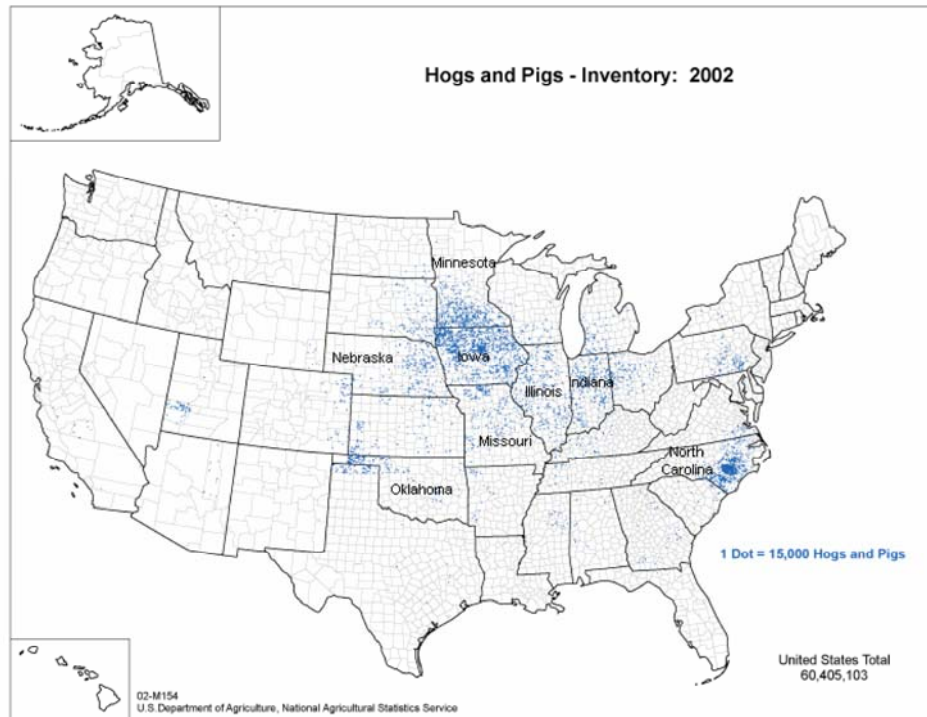 Hogs and Pigs - Inventory: 2002
Minnesota
Nebraska
Iowa
Illinois
Indiana
Missouri
North
Carolina
Oklahoma
1 Dot = 15,000 Hogs and Pigs
United States Total
60,405,103
02-M154
U.S.Department of Agriculture, National Agricultural Statistics Service